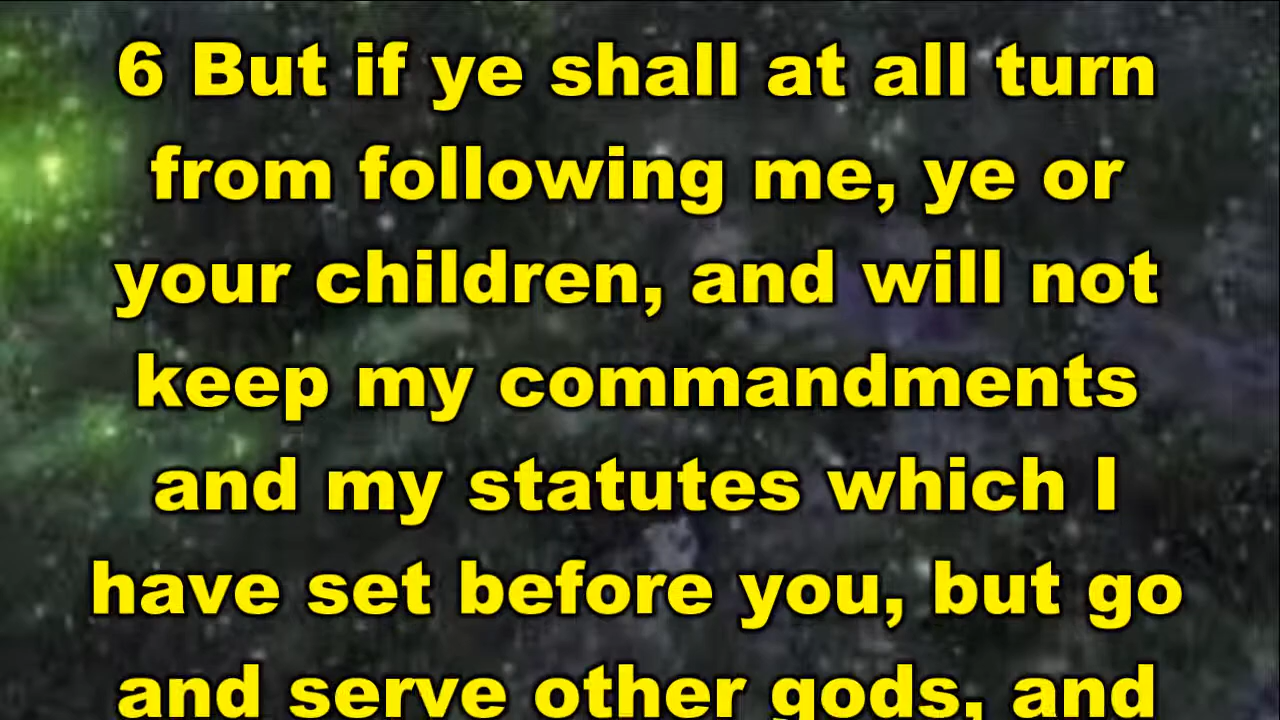 6 But if ye shall at all turn
from following me, ye or
your children, and will not
keep my commandments
and my statutes which I
have set before you, but go
and serve other gods, and